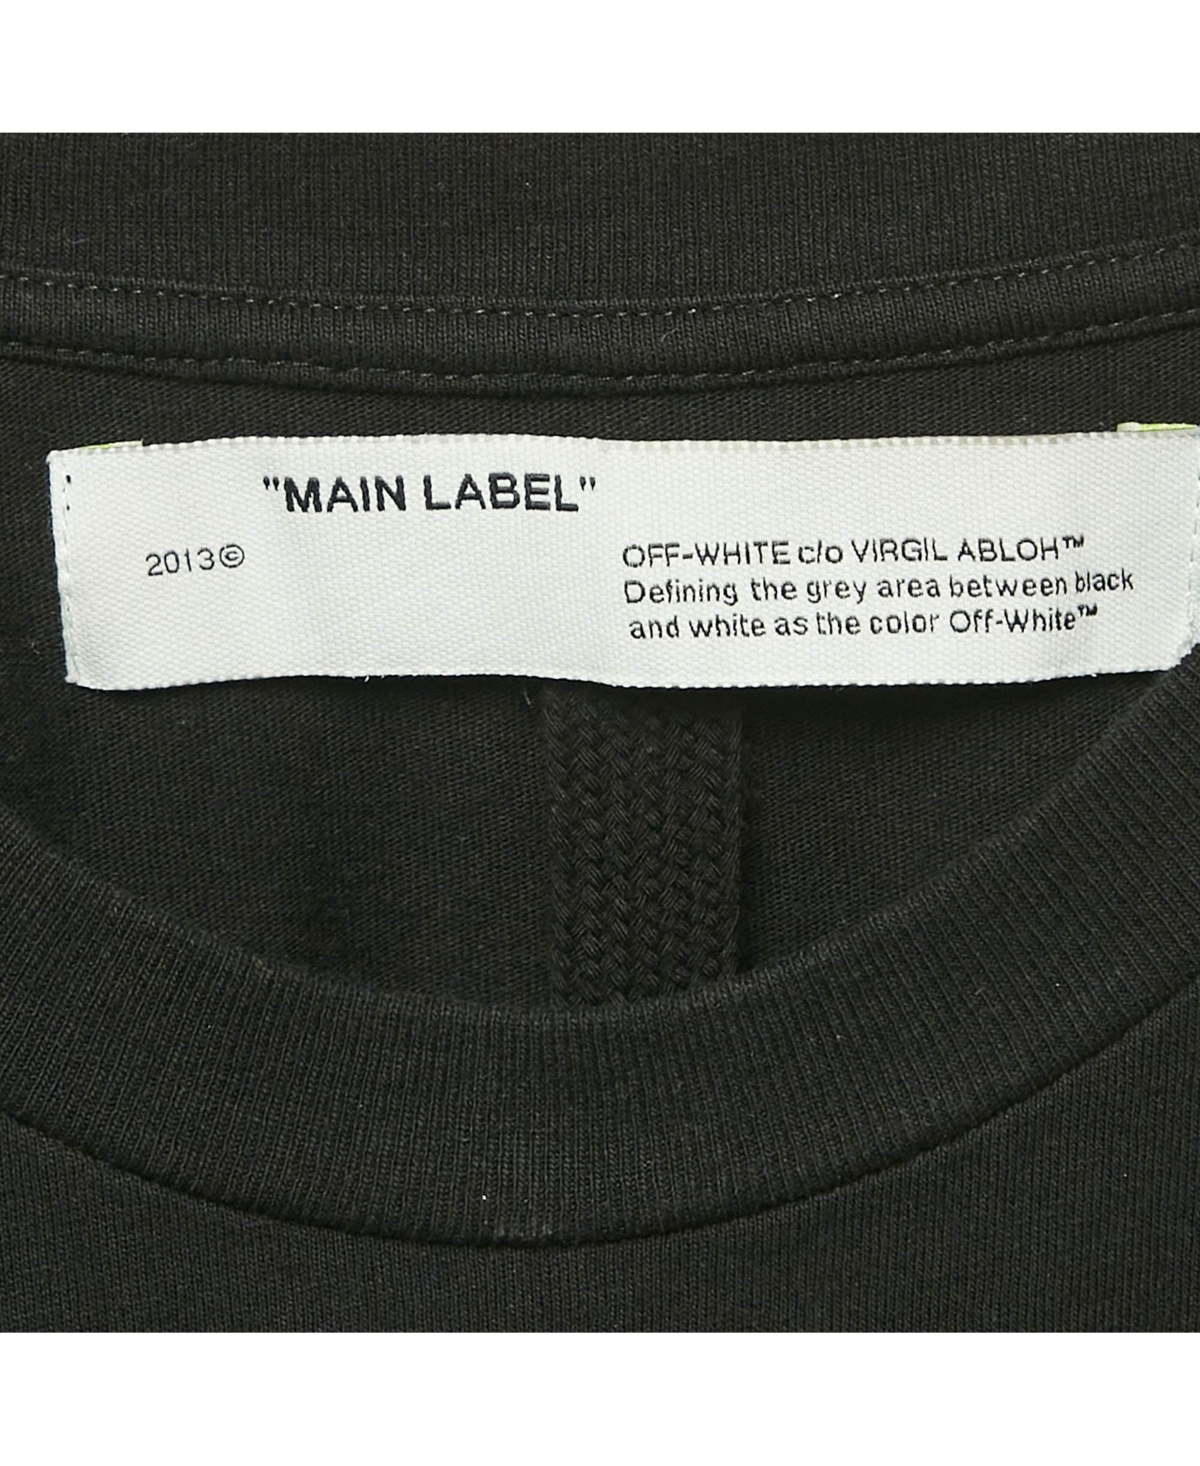 "MAIN LABEL"
2013©
OFF-WHITE c/o VIRGIL ABLOH™
Defining the grey area between black
and white as the color Off-White™